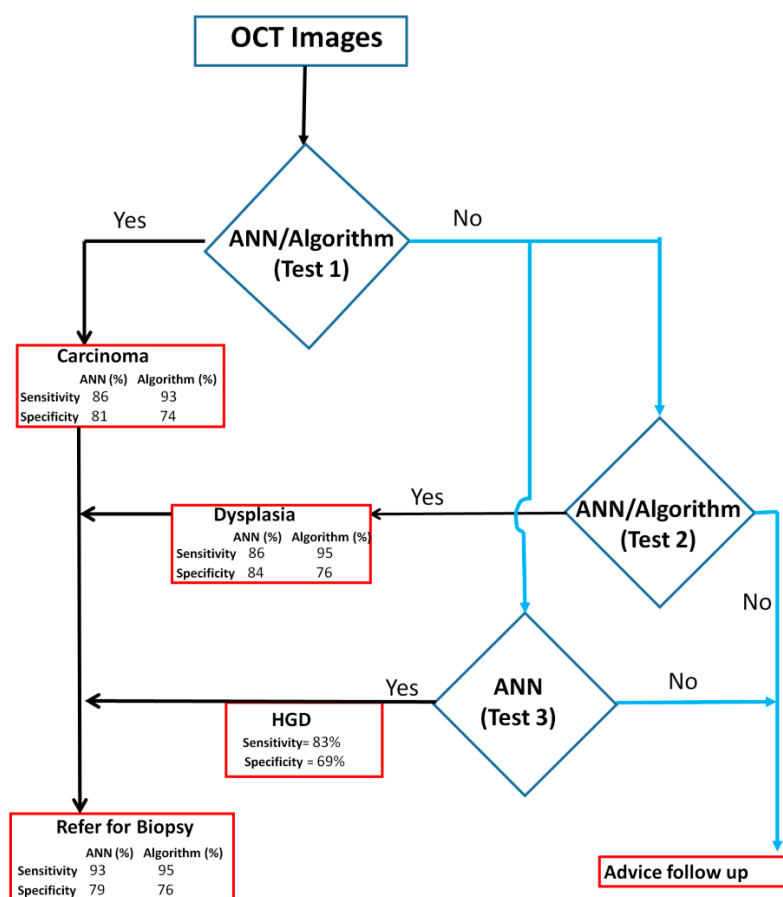 OCT Images
Yes
No
ANN/Algorithm
(Test 1)
Carcinoma
ANN (%) Algorithm (%)
Sensitivity 86 93
Specificity 81 74
Yes
ANN/Algorithm
(Test 2)
Dysplasia
ANN (%) Algorithm (%)
Sensitivity 86 95
Specificity 84 76
No
Yes
ANN
(Test 3)
No
HGD
Sensitivity= 83%
Specificity = 69%
Refer for Biopsy
ANN (%) Algorithm (%)
Sensitivity 93 95
Specificity 79 76
Advice follow up